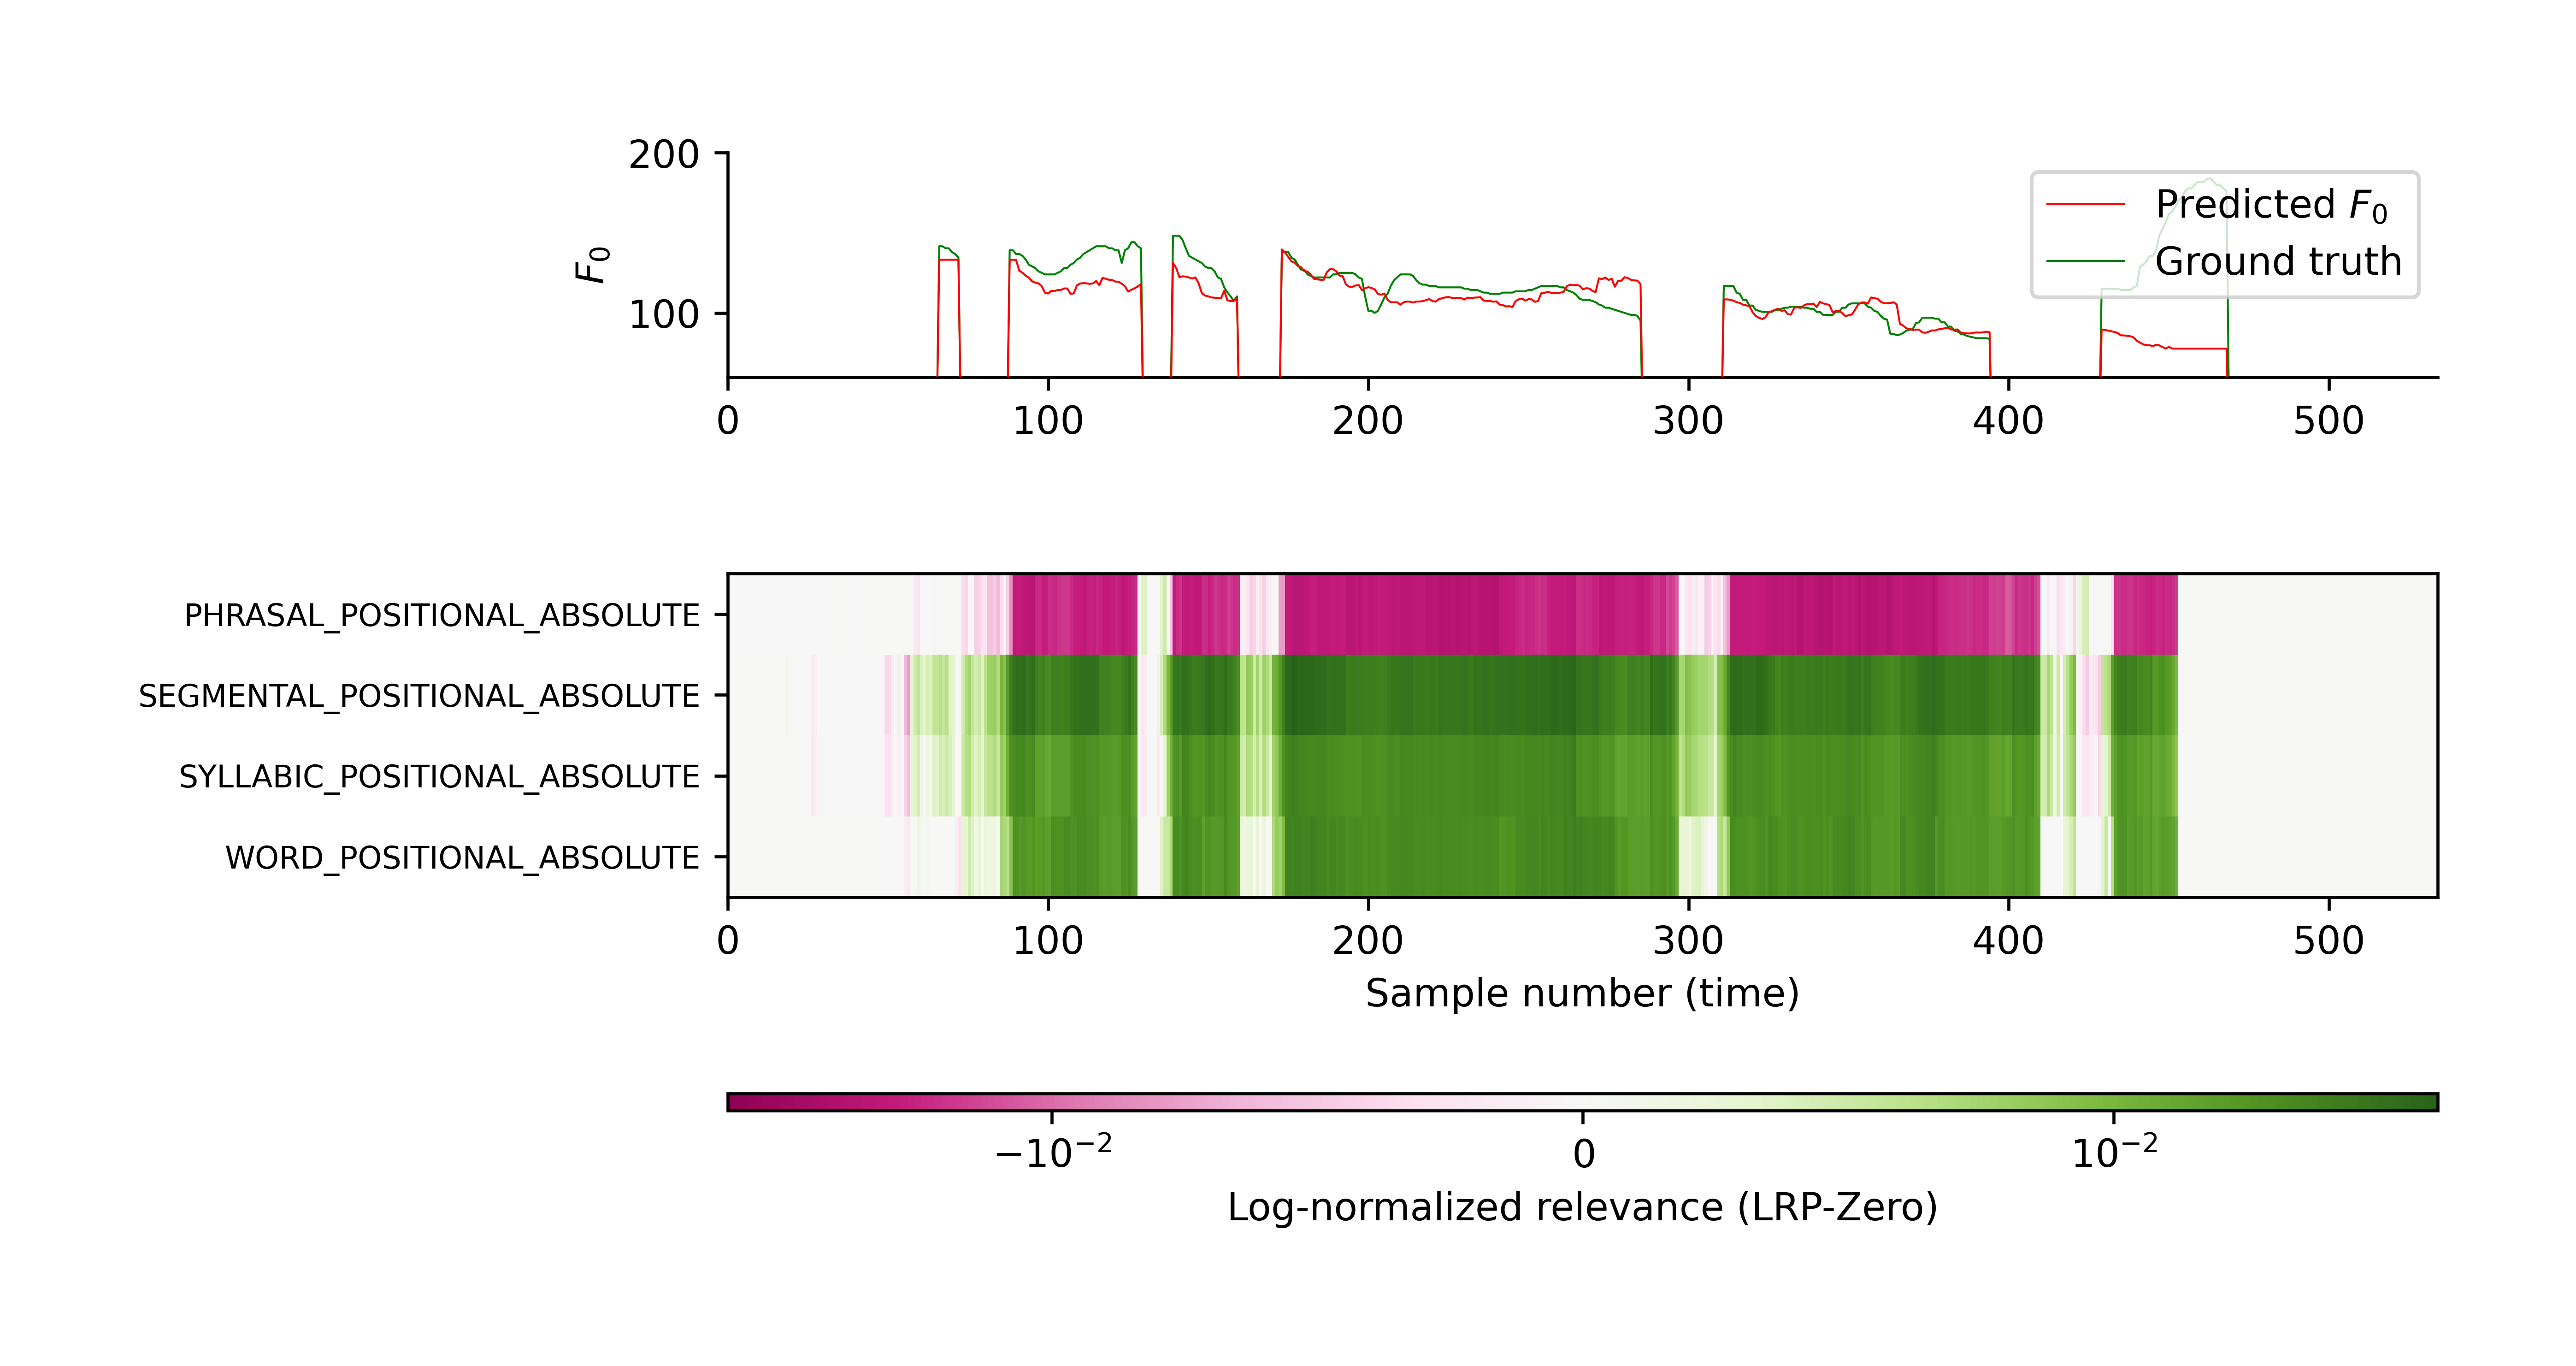 200
100
F₀
Predicted F₀
Ground truth
0 100 200 300 400 500
PHRASAL_POSITIONAL_ABSOLUTE
SEGMENTAL_POSITIONAL_ABSOLUTE
SYLLABIC_POSITIONAL_ABSOLUTE
WORD_POSITIONAL_ABSOLUTE
0 100 200 300 400 500
Sample number (time)
−10⁻² 0 10⁻²
Log-normalized relevance (LRP-Zero)